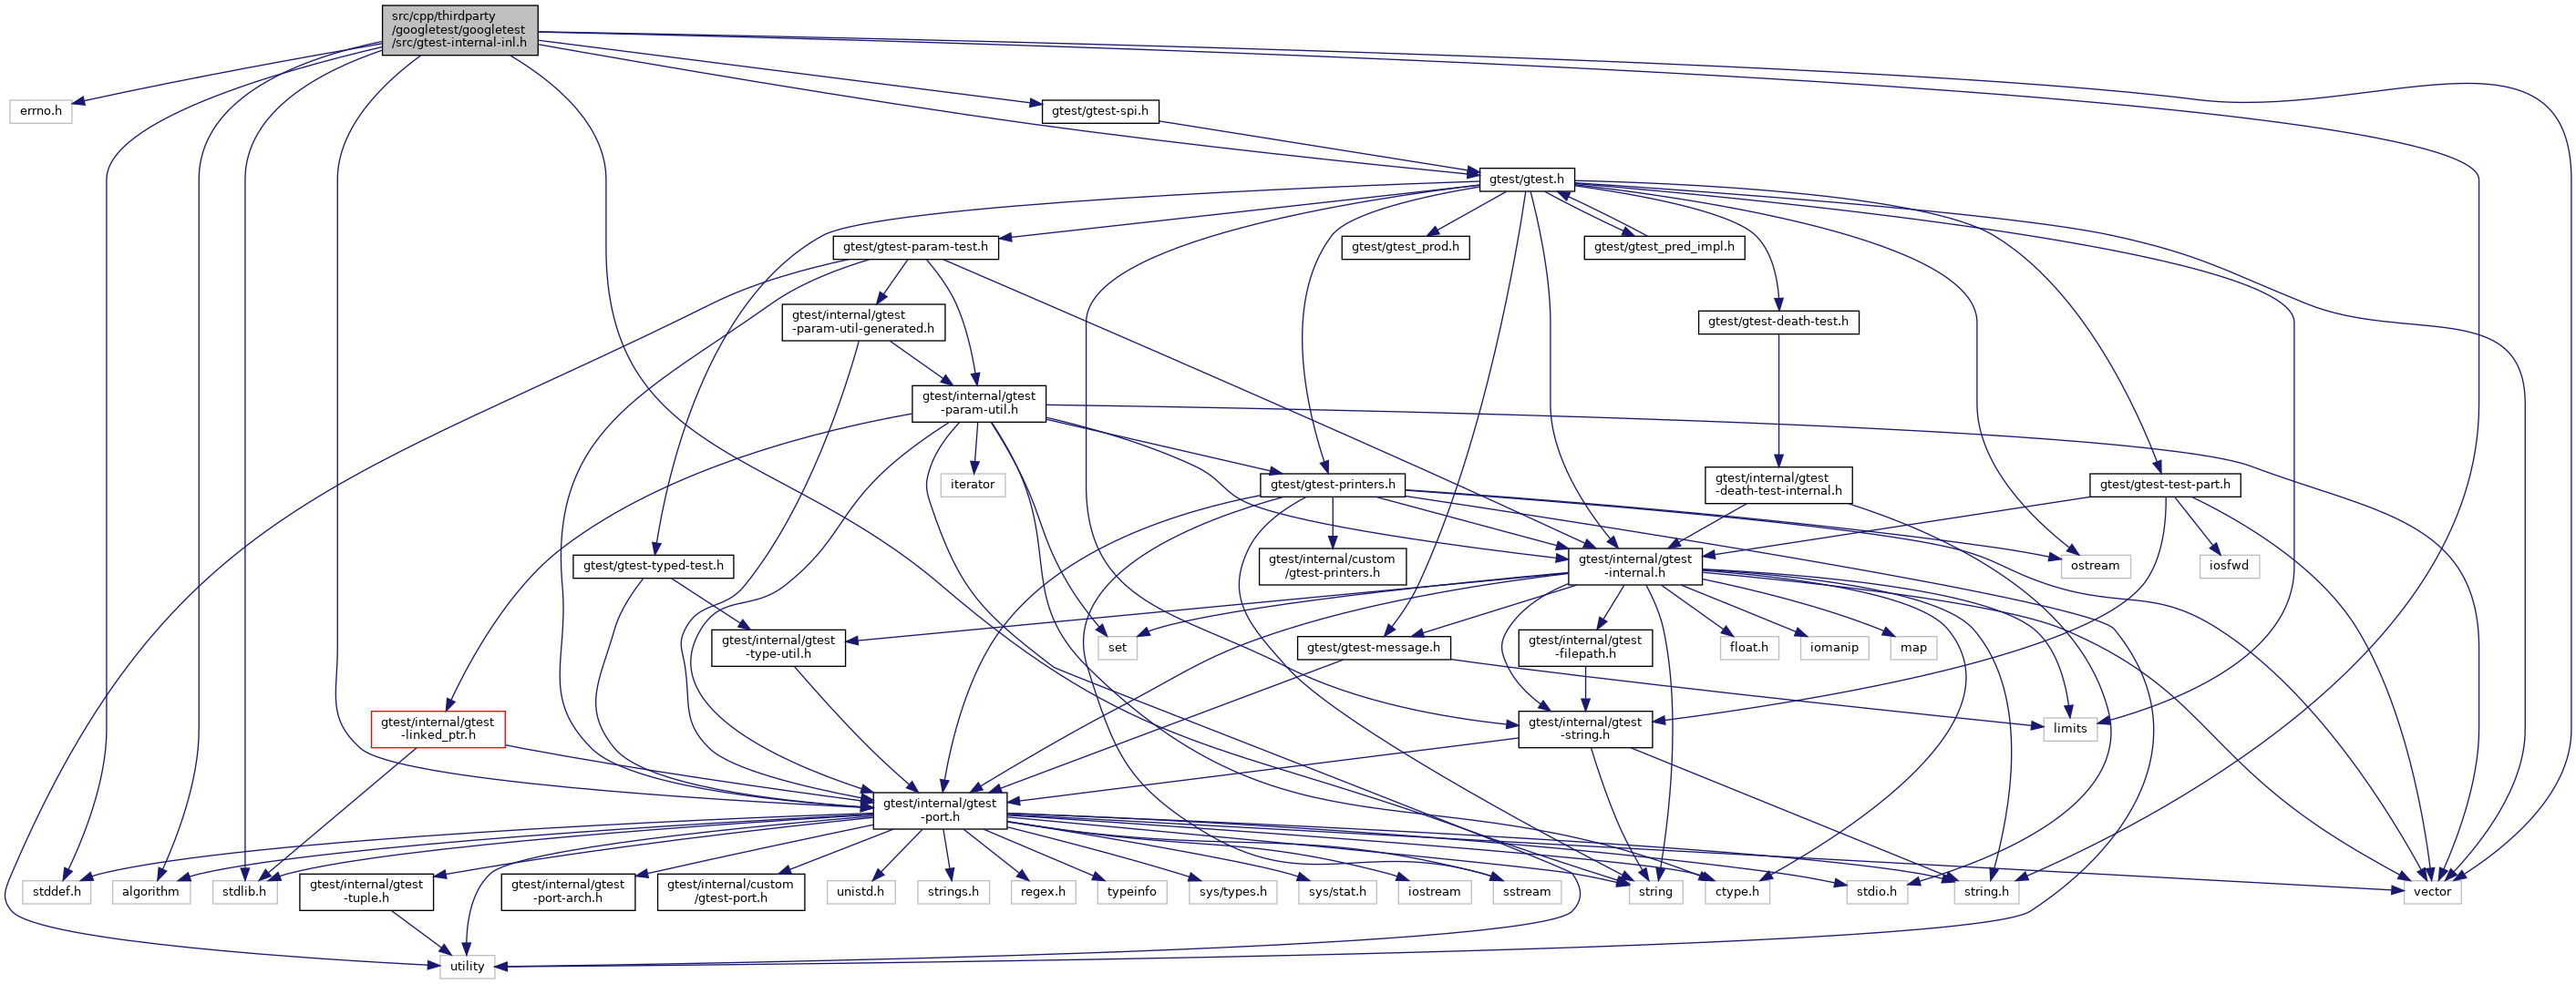 src/cpp/thirdparty
/googletest/googletest
/src/gtest-internal-inl.h
errno.h
gtest/gtest-spi.h
gtest/gtest.h
gtest/gtest-param-test.h
gtest/gtest_prod.h
gtest/gtest_pred_impl.h
gtest/internal/gtest
-param-util-generated.h
gtest/gtest-death-test.h
gtest/internal/gtest
-param-util.h
iterator
gtest/gtest-printers.h
gtest/internal/gtest
-death-test-internal.h
gtest/gtest-test-part.h
gtest/gtest-typed-test.h
gtest/internal/custom
/gtest-printers.h
gtest/internal/gtest
-internal.h
ostream
iosfwd
gtest/internal/gtest
-type-util.h
set
gtest/gtest-message.h
gtest/internal/gtest
-filepath.h
float.h
iomanip
map
gtest/internal/gtest
-linked_ptr.h
gtest/internal/gtest
-string.h
limits
gtest/internal/gtest
-port.h
stddef.h
algorithm
stdlib.h
gtest/internal/gtest
-tuple.h
gtest/internal/gtest
-port-arch.h
gtest/internal/custom
/gtest-port.h
unistd.h
strings.h
regex.h
typeinfo
sys/types.h
sys/stat.h
iostream
sstream
string
ctype.h
stdio.h
string.h
vector
utility